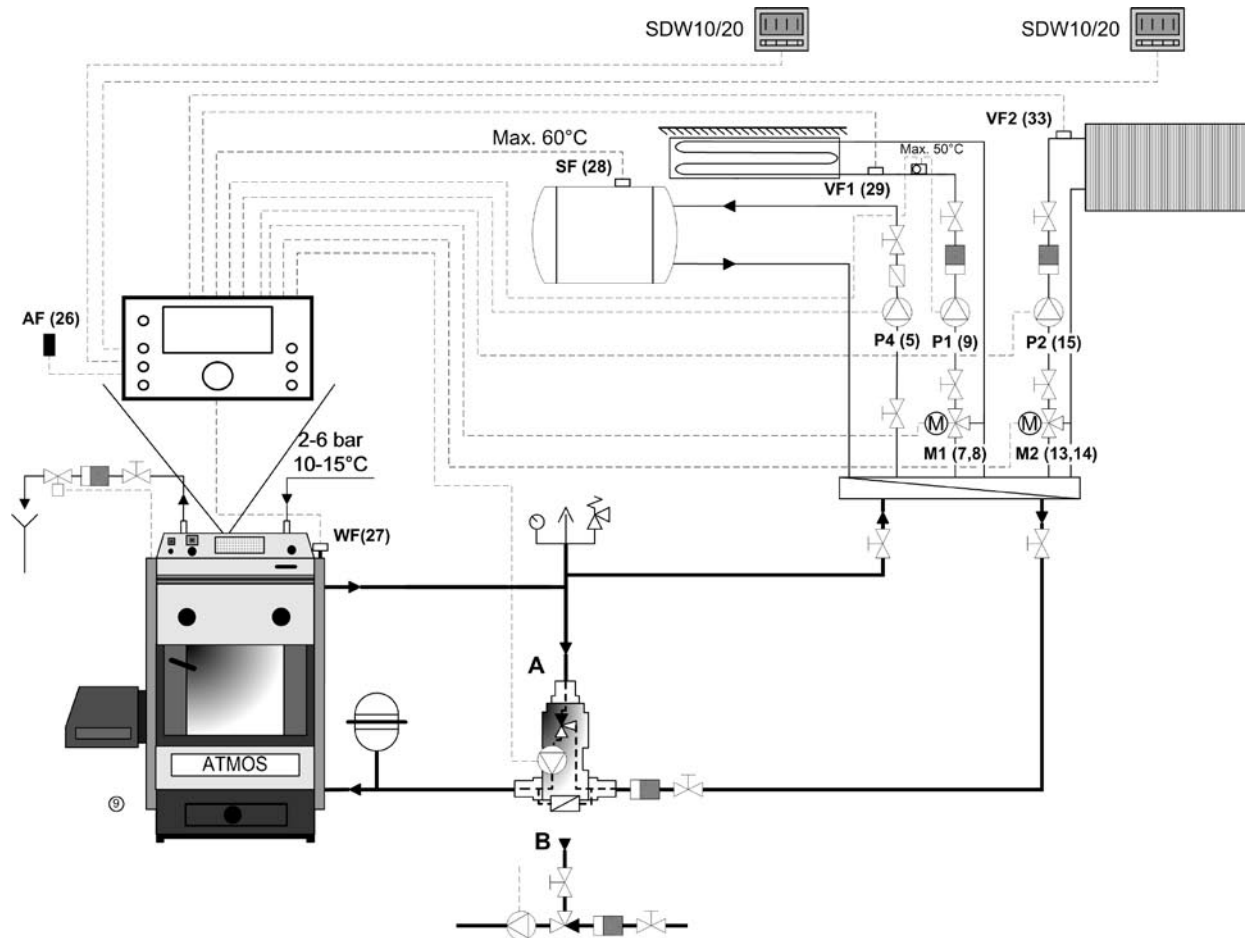 SDW10/20
SDW10/20
VF2 (33)
Max. 60°C
Max. 50°C
SF (28)
VF1 (29)
AF (26)
P4 (5)
P1 (9)
P2 (15)
M
M
2-6 bar
10-15°C
M1 (7,8)
M2 (13,14)
WF(27)
A
ATMOS
9
B